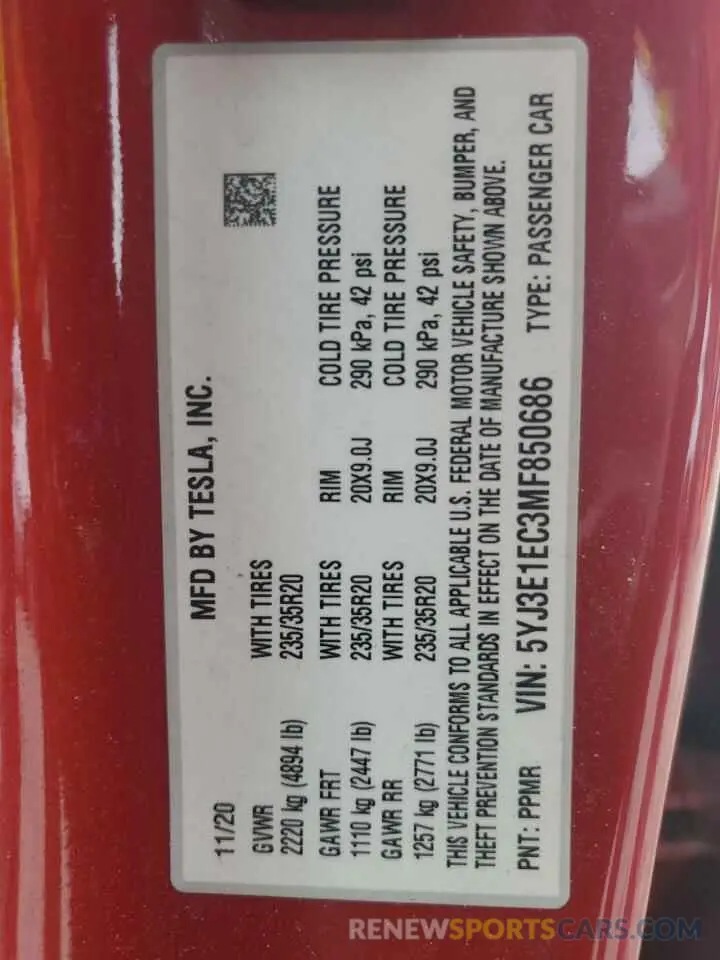 MFD BY TESLA, INC.
11/20
GVWR WITH TIRES
2220 kg (4894 lb) 235/35R20
GAWR FRT WITH TIRES RIM COLD TIRE PRESSURE
1110 kg (2447 lb) 235/35R20 20X9.0J 290 kPa, 42 psi
GAWR RR WITH TIRES RIM COLD TIRE PRESSURE
1257 kg (2771 lb) 235/35R20 20X9.0J 290 kPa, 42 psi
THIS VEHICLE CONFORMS TO ALL APPLICABLE U.S. FEDERAL MOTOR VEHICLE SAFETY, BUMPER, AND
THEFT PREVENTION STANDARDS IN EFFECT ON THE DATE OF MANUFACTURE SHOWN ABOVE.
PNT: PPMR VIN: 5YJ3E1EC3MF850686 TYPE: PASSENGER CAR
RENEWSPORTSCARS.COM